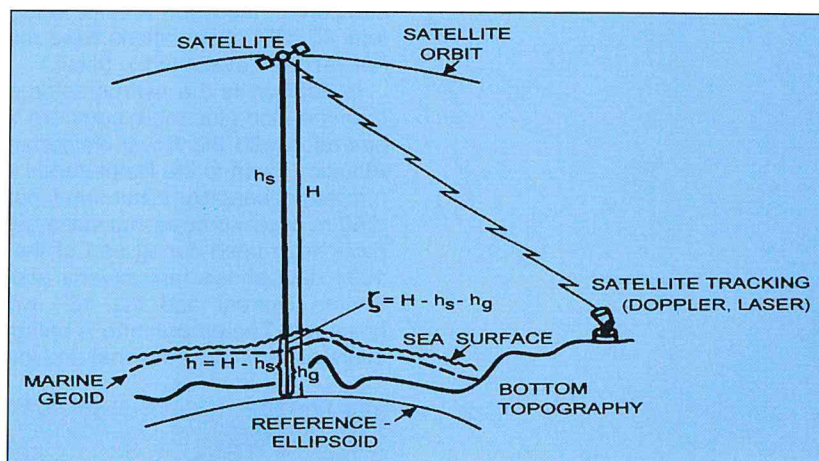 SATELLITE
SATELLITE
ORBIT
hs
H
SATELLITE TRACKING
(DOPPLER, LASER)
ζ = H - hs - hg
SEA SURFACE
h = H - hs
hg
MARINE
GEOID
BOTTOM
TOPOGRAPHY
REFERENCE -
ELLIPSOID